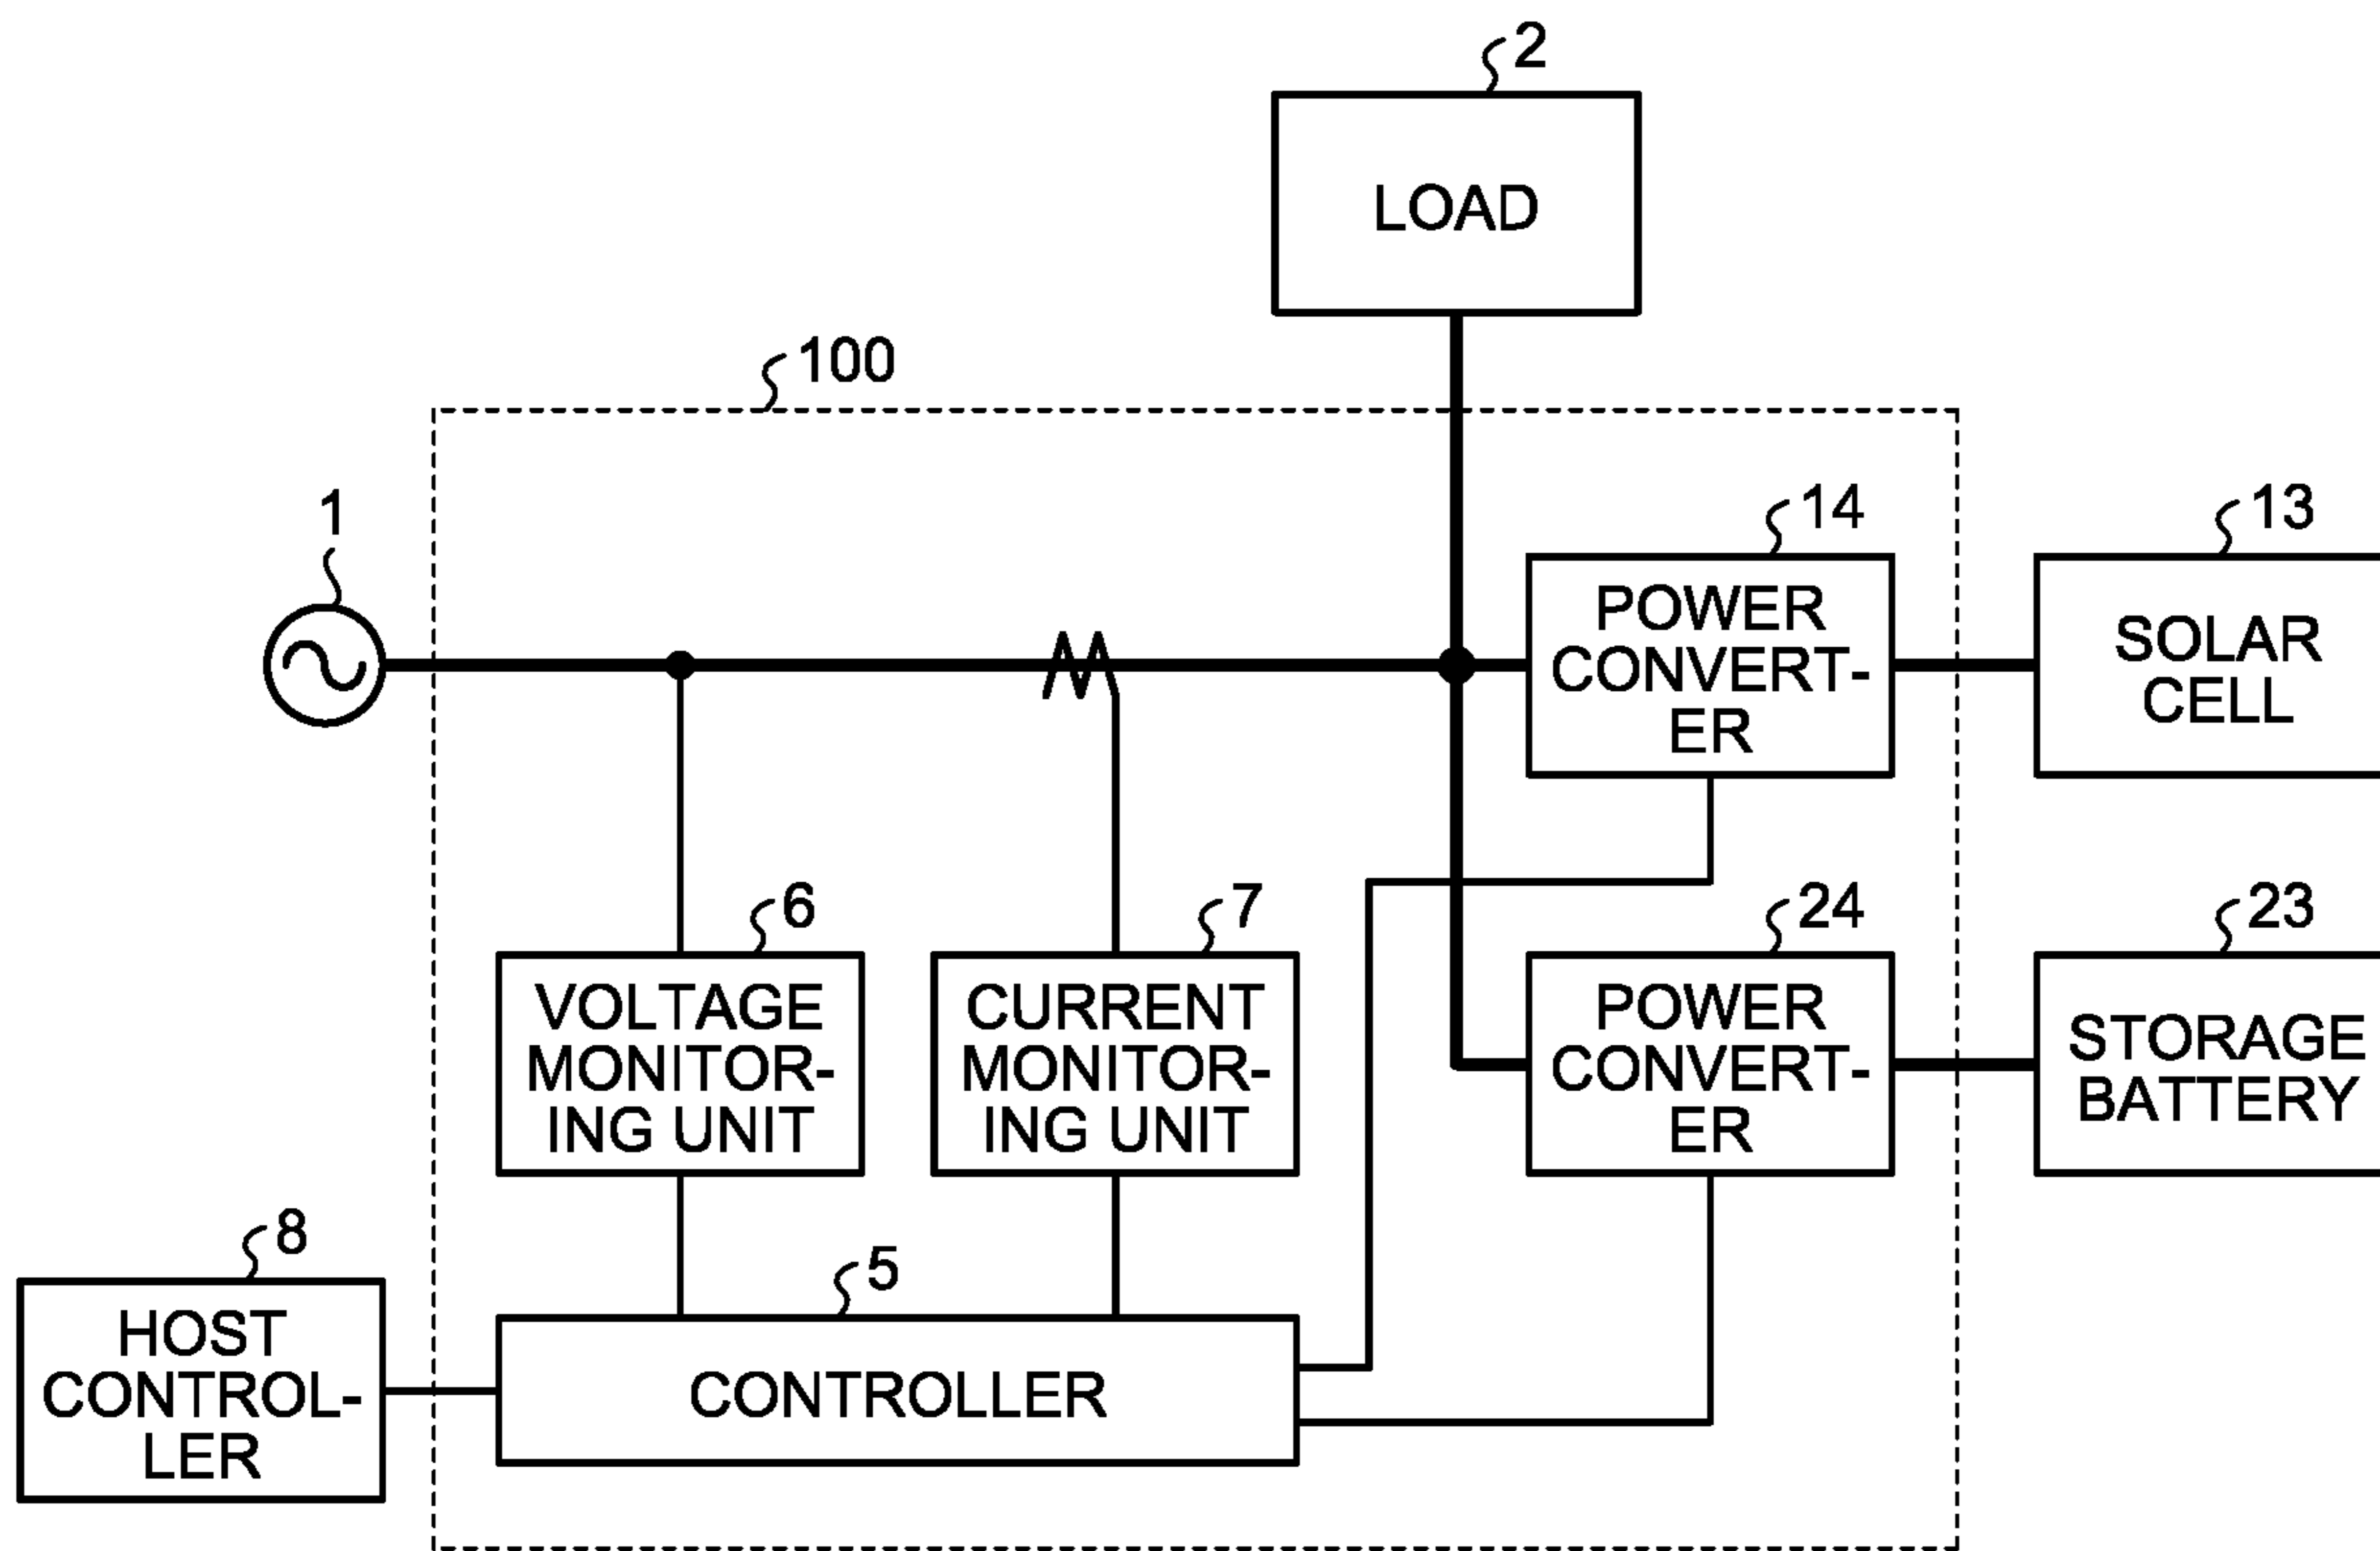 2
LOAD
100
1
14
13
POWER
CONVERT-
ER
SOLAR
CELL
6
7
24
23
VOLTAGE
MONITOR-
ING UNIT
CURRENT
MONITOR-
ING UNIT
POWER
CONVERT-
ER
STORAGE
BATTERY
8
5
HOST
CONTROL-
LER
CONTROLLER